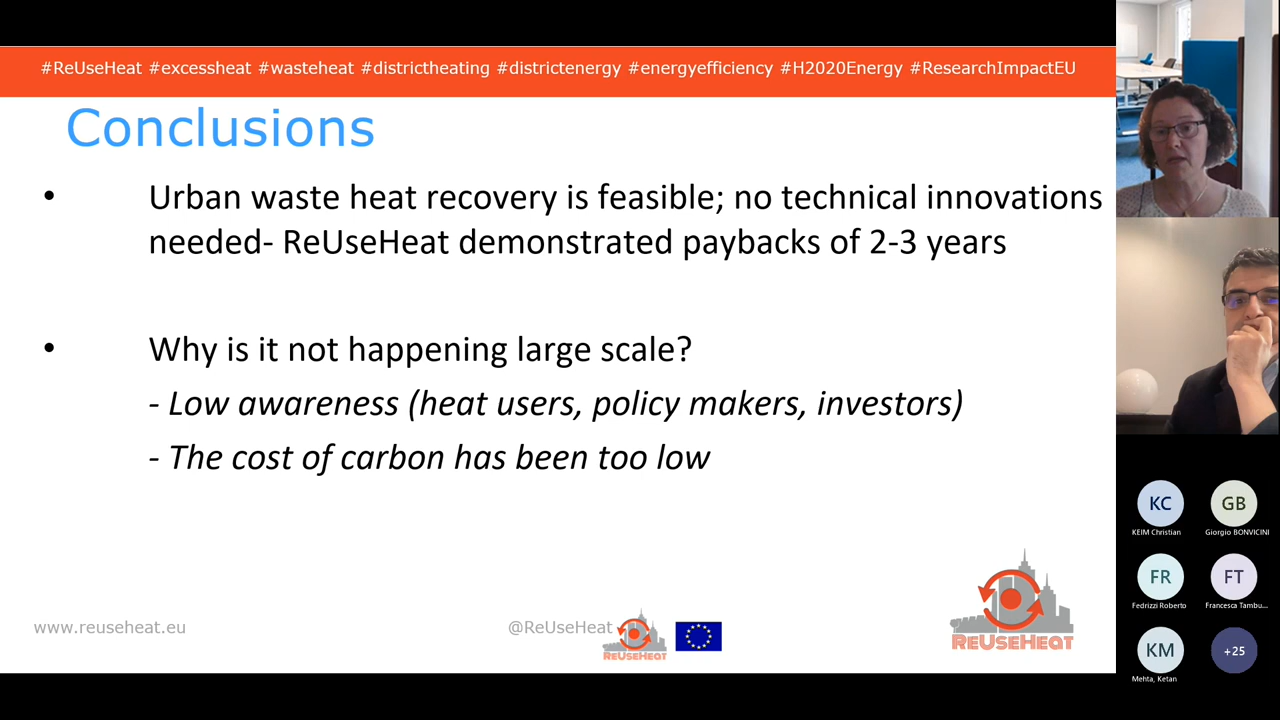 #ReUseHeat #excessheat #wasteheat #districtheating #districtenergy #energyefficiency #H2020Energy #ResearchImpactEU
Conclusions
• Urban waste heat recovery is feasible; no technical innovations
needed- ReUseHeat demonstrated paybacks of 2-3 years
• Why is it not happening large scale?
- Low awareness (heat users, policy makers, investors)
- The cost of carbon has been too low
www.reuseheat.eu
@ReUseHeat
ReUseHeat
ReUseHeat
KC
GB
KEIM Christian
Giorgio BONVICINI
FR
FT
Fedrizzi Roberto
Francesca Tambu...
KM
+25
Mehta, Ketan